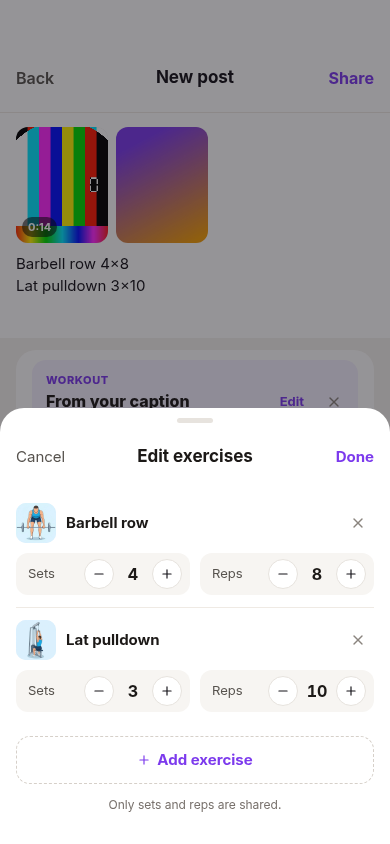 Back New post Share
0:14
Barbell row 4×8
Lat pulldown 3×10
WORKOUT
From your caption Edit
Cancel Edit exercises Done
Barbell row
Sets 4 Reps 8
Lat pulldown
Sets 3 Reps 10
+ Add exercise
Only sets and reps are shared.